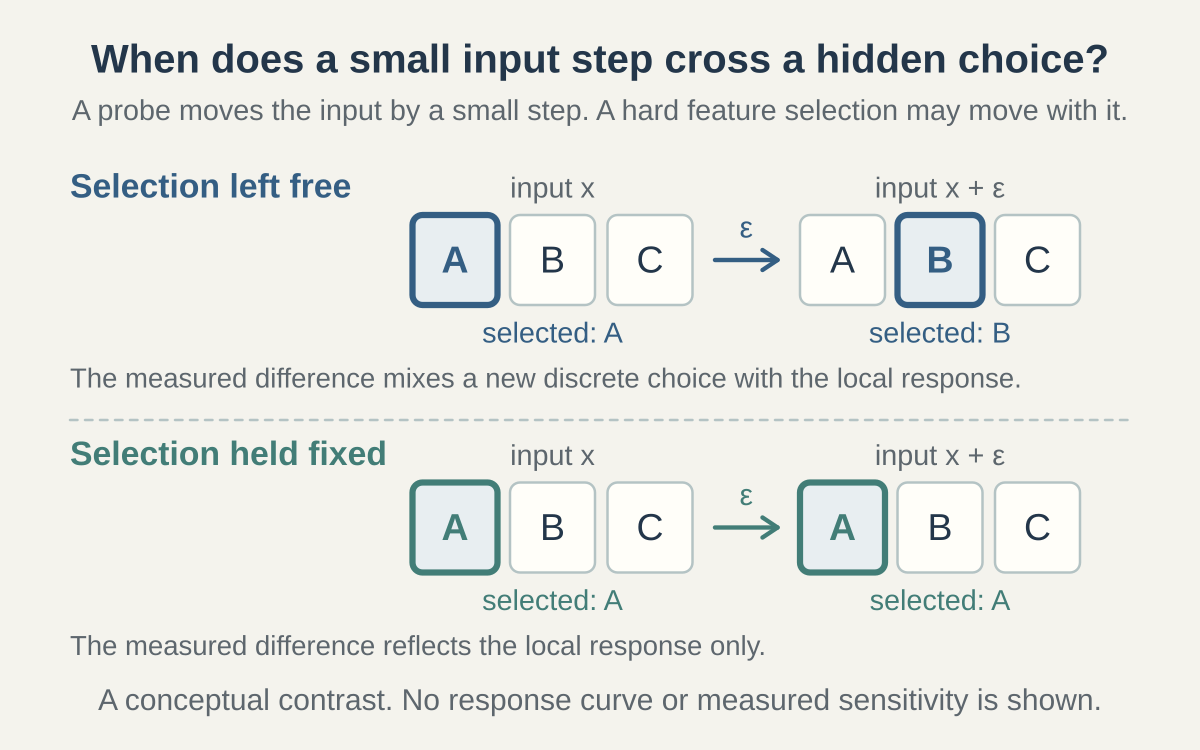 When does a small input step cross a hidden choice?
A probe moves the input by a small step. A hard feature selection may move with it.
Selection left free
input x
input x + ε
A B C
ε
A B C
selected: A
selected: B
The measured difference mixes a new discrete choice with the local response.
Selection held fixed
input x
input x + ε
A B C
ε
A B C
selected: A
selected: A
The measured difference reflects the local response only.
A conceptual contrast. No response curve or measured sensitivity is shown.